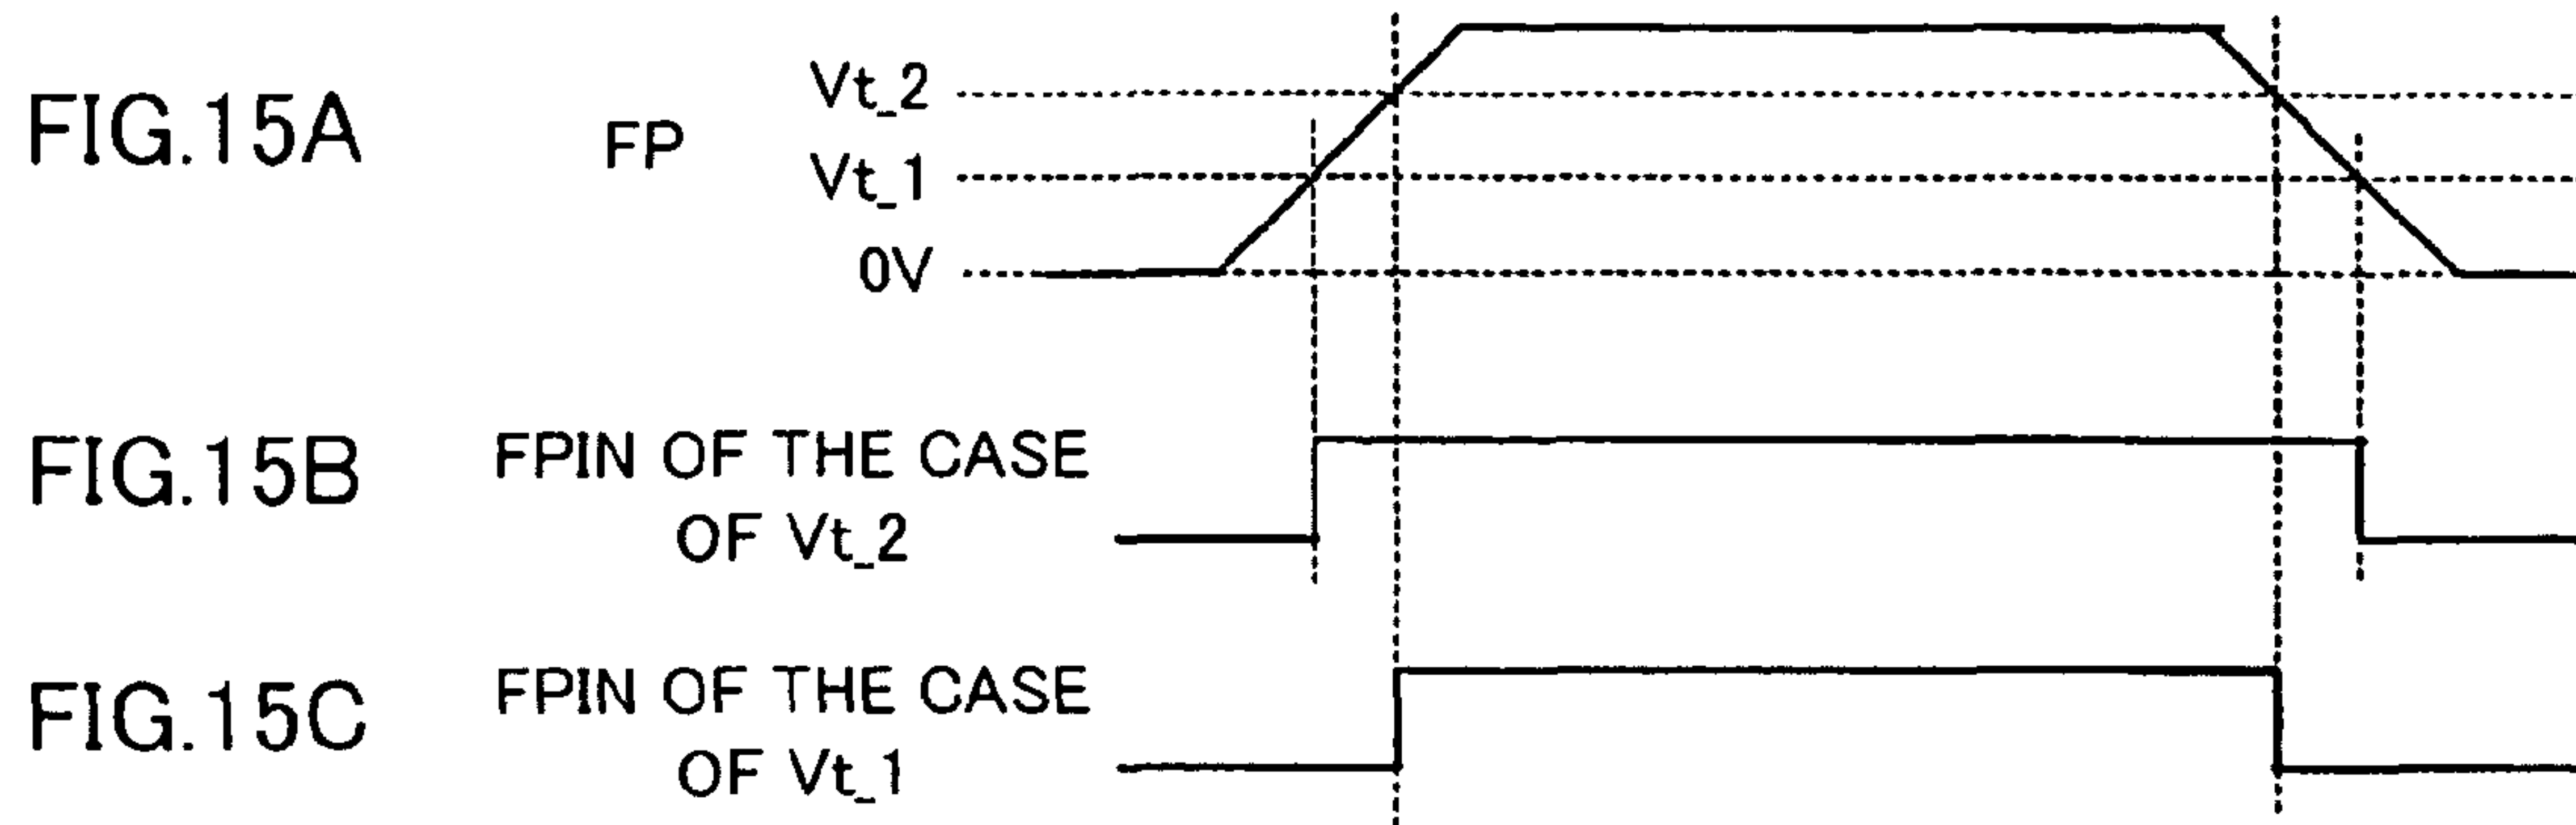 FIG.15A
FP
Vt_2
Vt_1
0V
FIG.15B
FPIN OF THE CASE
OF Vt_2
FIG.15C
FPIN OF THE CASE
OF Vt_1